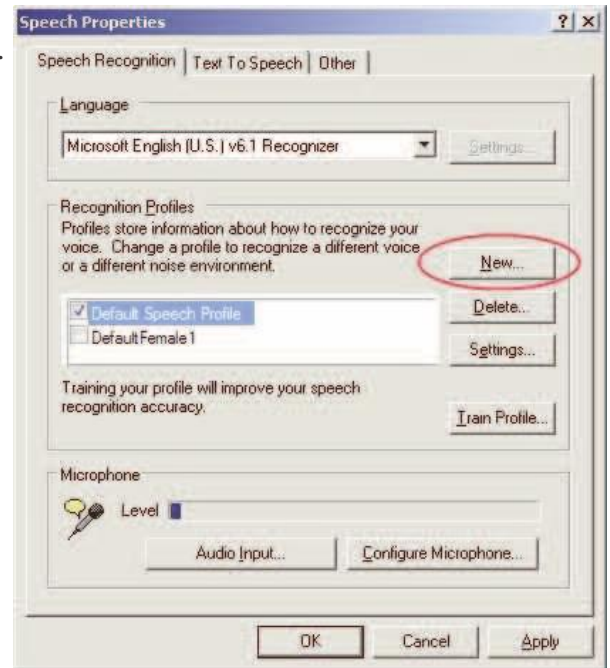 Speech Properties
? ×
Speech Recognition Text To Speech Other
Language
Microsoft English (U.S.) v6.1 Recognizer
Settings...
Recognition Profiles
Profiles store information about how to recognize your
voice. Change a profile to recognize a different voice
or a different noise environment.
New...
Default Speech Profile
Delete...
DefaultFemale1
Settings...
Training your profile will improve your speech
recognition accuracy.
Train Profile...
Microphone
Level
Audio Input...
Configure Microphone...
OK
Cancel
Apply